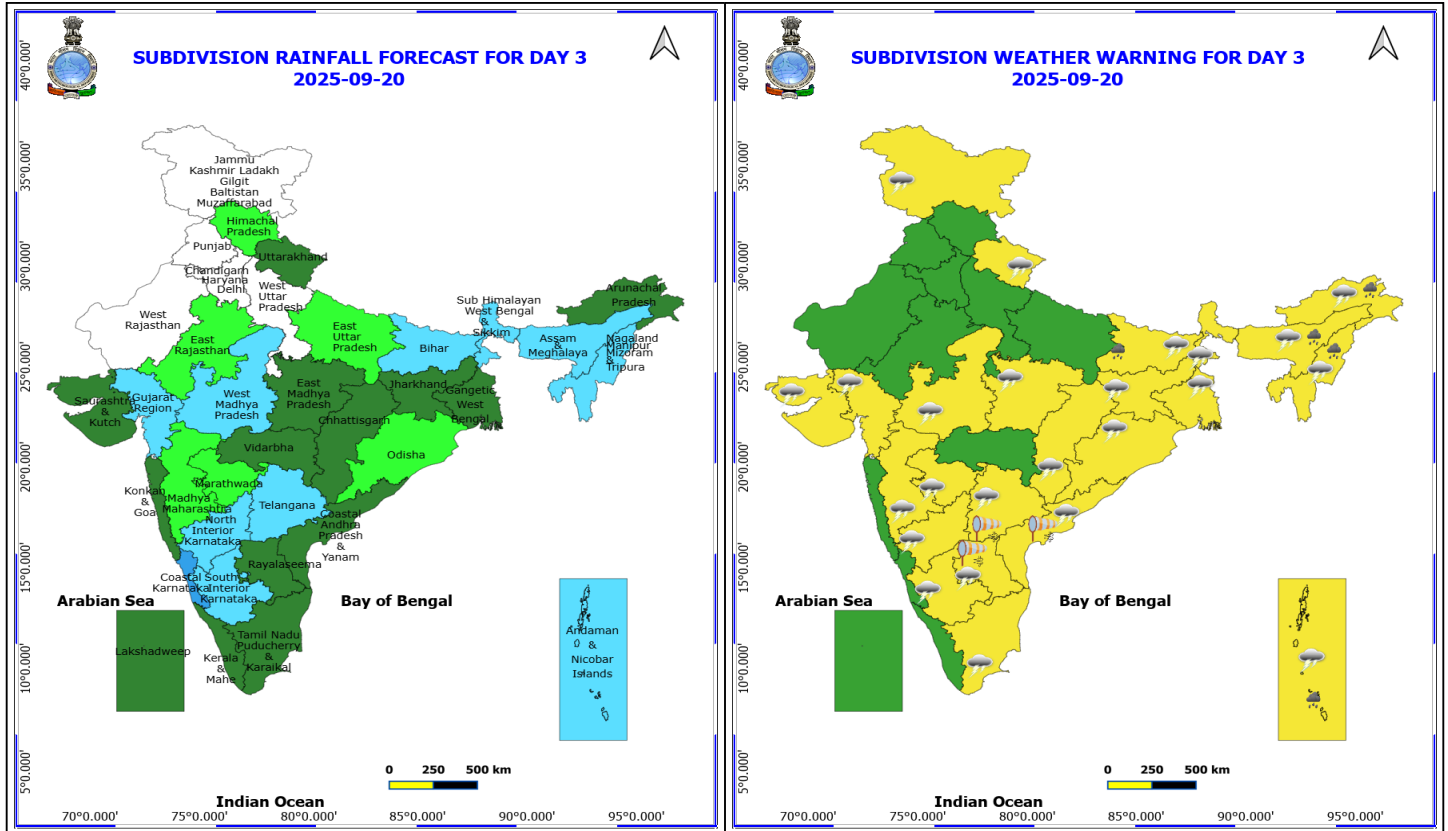 SUBDIVISION RAINFALL FORECAST FOR DAY 3
2025-09-20
40°0.000'
35°0.000'
30°0.000'
25°0.000'
20°0.000'
15°0.000'
10°0.000'
5°0.000'
Jammu
Kashmir Ladakh
Gilgit
Baltistan
Muzaffarabad
Himachal
Pradesh
Punjab
Uttarakhand
Chandigarh
Haryana
Delhi
West
Uttar
Pradesh
West
Rajasthan
East
Rajasthan
East
Uttar
Pradesh
Sub Himalayan
West Bengal
&
Sikkim
Arunachal
Pradesh
Assam
&
Meghalaya
Nagaland
Manipur
Mizoram
&
Tripura
Bihar
Saurashtra
&
Kutch
Gujarat
Region
West
Madhya
Pradesh
East
Madhya
Pradesh
Jharkhand
Gangetic
West
Bengal
Chhattisgarh
Vidarbha
Odisha
Konkan
&
Goa
Madhya
Maharashtra
Marathwada
Telangana
North
Interior
Karnataka
Coastal
Andhra
Pradesh
&
Yanam
Rayalaseema
Coastal
Karnataka
South
Interior
Karnataka
Arabian Sea
Bay of Bengal
Lakshadweep
Kerala
&
Mahe
Tamil Nadu
Puducherry
&
Karaikal
Andaman
&
Nicobar
Islands
0 250 500 km
Indian Ocean
70°0.000' 75°0.000' 80°0.000' 85°0.000' 90°0.000' 95°0.000'
SUBDIVISION WEATHER WARNING FOR DAY 3
2025-09-20
40°0.000'
35°0.000'
30°0.000'
25°0.000'
20°0.000'
15°0.000'
10°0.000'
5°0.000'
Arabian Sea
Bay of Bengal
0 250 500 km
Indian Ocean
70°0.000' 75°0.000' 80°0.000' 85°0.000' 90°0.000' 95°0.000'